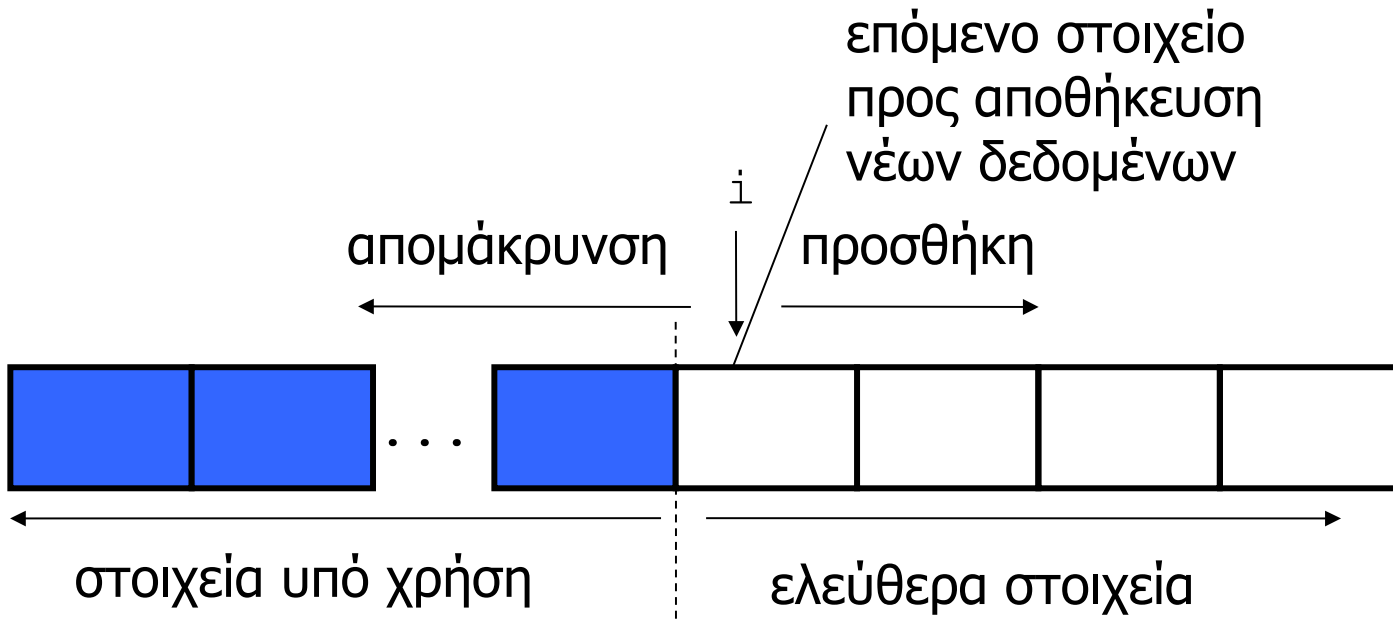 επόμενο στοιχείο
προς αποθήκευση
νέων δεδομένων
i
απομάκρυνση
προσθήκη
...
στοιχεία υπό χρήση
ελεύθερα στοιχεία